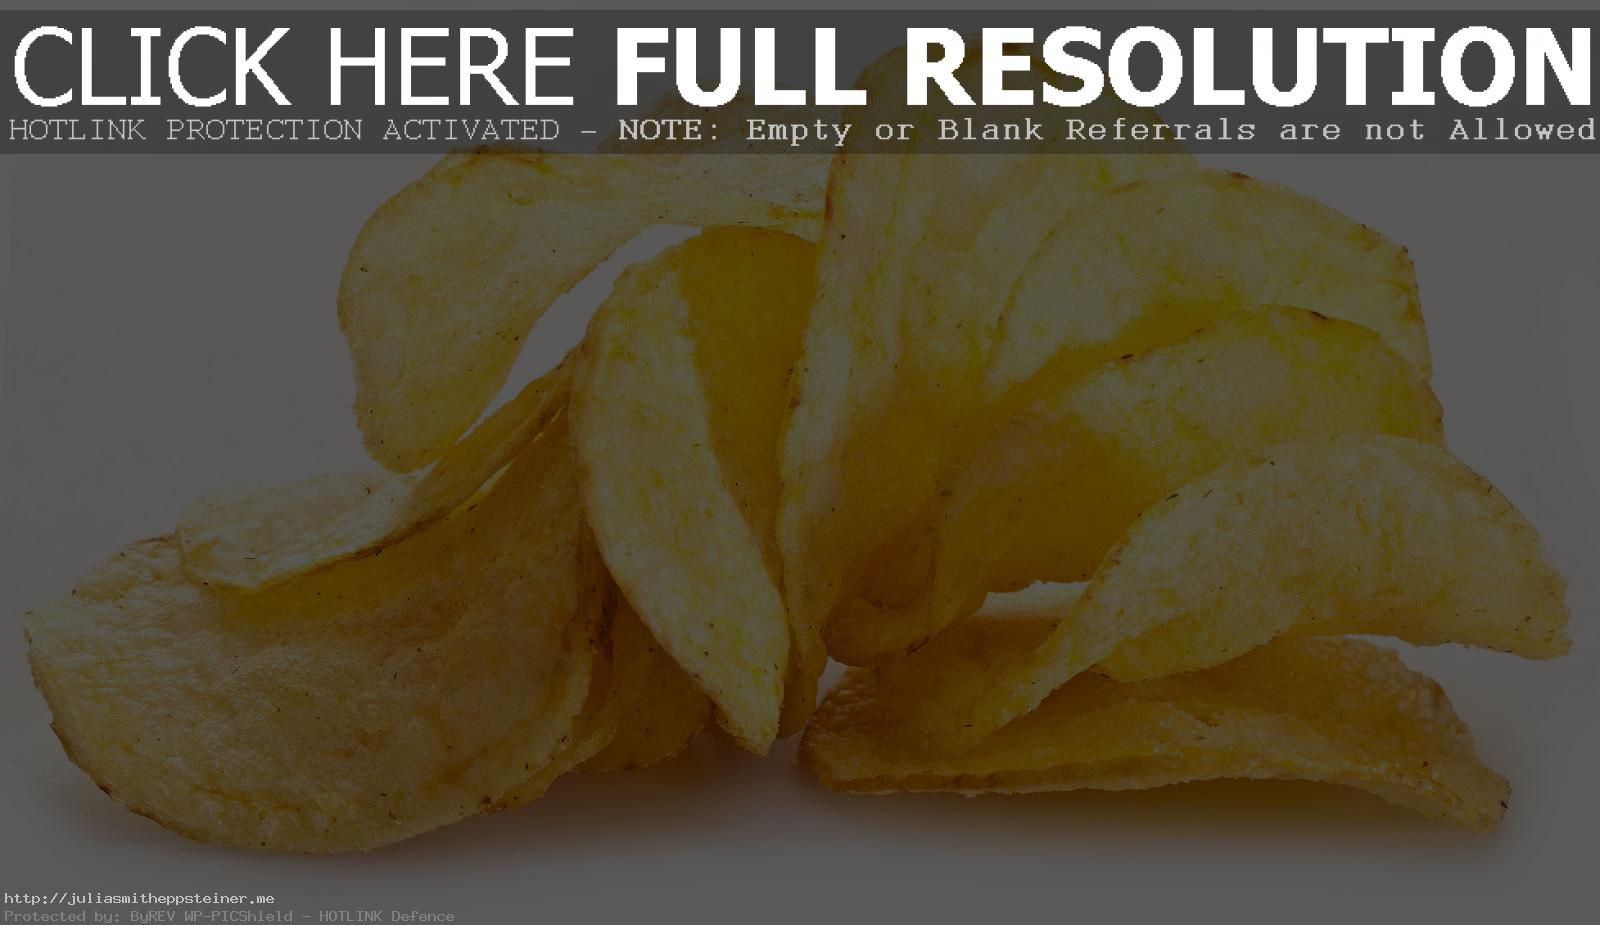 CLICK HERE FULL RESOLUTION
HOTLINK PROTECTION ACTIVATED - NOTE: Empty or Blank Referrals are not Allowed
http://juliasmitheppsteiner.me
Protected by: ByREV WP-PICShield - HOTLINK Defence